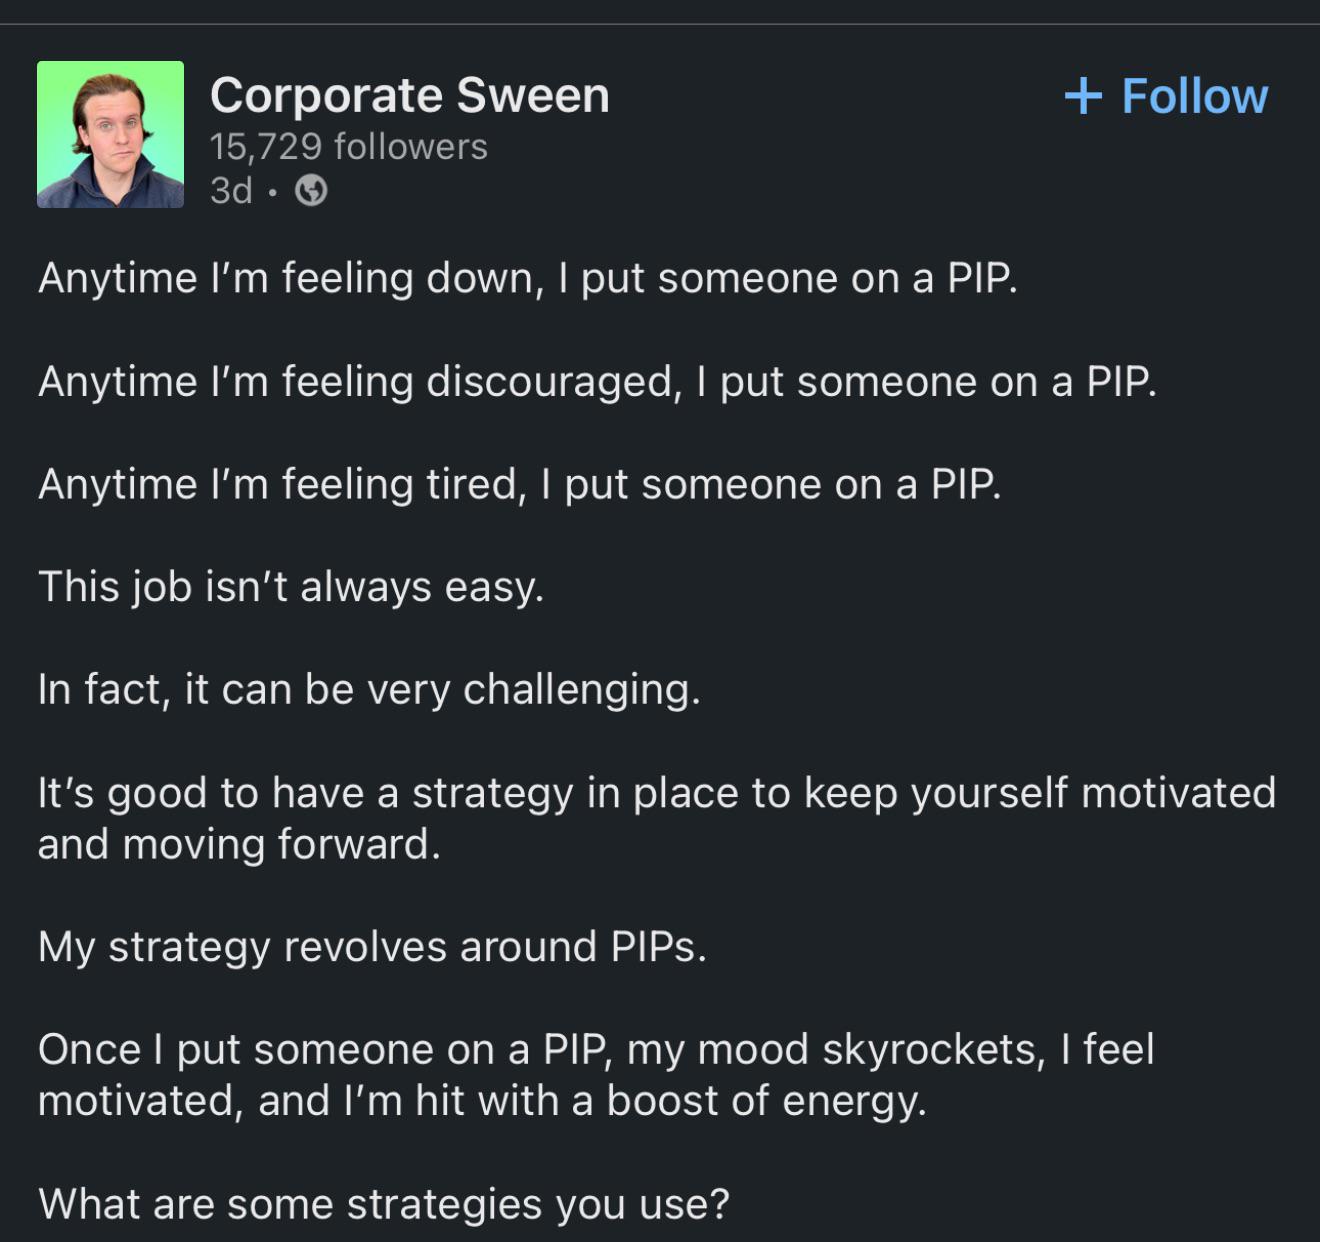 Corporate Sween
+ Follow
15,729 followers
3d •
Anytime I’m feeling down, I put someone on a PIP.
Anytime I’m feeling discouraged, I put someone on a PIP.
Anytime I’m feeling tired, I put someone on a PIP.
This job isn’t always easy.
In fact, it can be very challenging.
It’s good to have a strategy in place to keep yourself motivated
and moving forward.
My strategy revolves around PIPs.
Once I put someone on a PIP, my mood skyrockets, I feel
motivated, and I’m hit with a boost of energy.
What are some strategies you use?